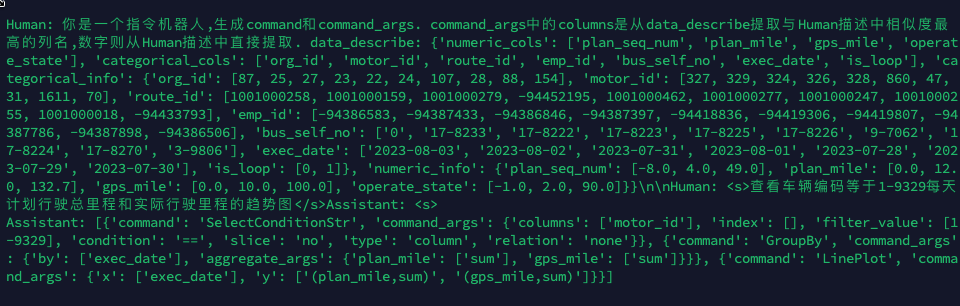 Human: 你是一个指令机器人,生成command和command_args. command_args中的columns是从data_describe提取与Human描述中相似度最
高的列名,数字则从Human描述中直接提取. data_describe: {'numeric_cols': ['plan_seq_num', 'plan_mile', 'gps_mile', 'operat
e_state'], 'categorical_cols': ['org_id', 'motor_id', 'route_id', 'emp_id', 'bus_self_no', 'exec_date', 'is_loop'], 'ca
tegorical_info': {'org_id': [87, 25, 27, 23, 22, 24, 107, 28, 88, 154], 'motor_id': [327, 329, 324, 326, 328, 860, 47,
31, 1611, 70], 'route_id': [1001000258, 1001000159, 1001000279, -94452195, 1001000462, 1001000277, 1001000247, 10010002
55, 1001000018, -94433793], 'emp_id': [-94386583, -94387433, -94386846, -94387397, -94418836, -94419306, -94419807, -94
387786, -94387898, -94386506], 'bus_self_no': ['0', '17-8233', '17-8222', '17-8223', '17-8225', '17-8226', '9-7062', '1
7-8224', '17-8270', '3-9806'], 'exec_date': ['2023-08-03', '2023-08-02', '2023-07-31', '2023-08-01', '2023-07-28', '202
3-07-29', '2023-07-30'], 'is_loop': [0, 1]}, 'numeric_info': {'plan_seq_num': [-8.0, 4.0, 49.0], 'plan_mile': [0.0, 12.
0, 132.7], 'gps_mile': [0.0, 10.0, 100.0], 'operate_state': [-1.0, 2.0, 90.0]}}\n\nHuman: <s>查看车辆编码等于1-9329每天
计划行驶总里程和实际行驶里程的趋势图</s>Assistant: <s>
Assistant: [{'command': 'SelectConditionStr', 'command_args': {'columns': ['motor_id'], 'index': [], 'filter_value': [1
-9329], 'condition': '==', 'slice': 'no', 'type': 'column', 'relation': 'none'}}, {'command': 'GroupBy', 'command_args'
: {'by': ['exec_date'], 'aggregate_args': {'plan_mile': ['sum'], 'gps_mile': ['sum']}}}, {'command': 'LinePlot', 'comma
nd_args': {'x': ['exec_date'], 'y': ['(plan_mile,sum)', '(gps_mile,sum)']}}]